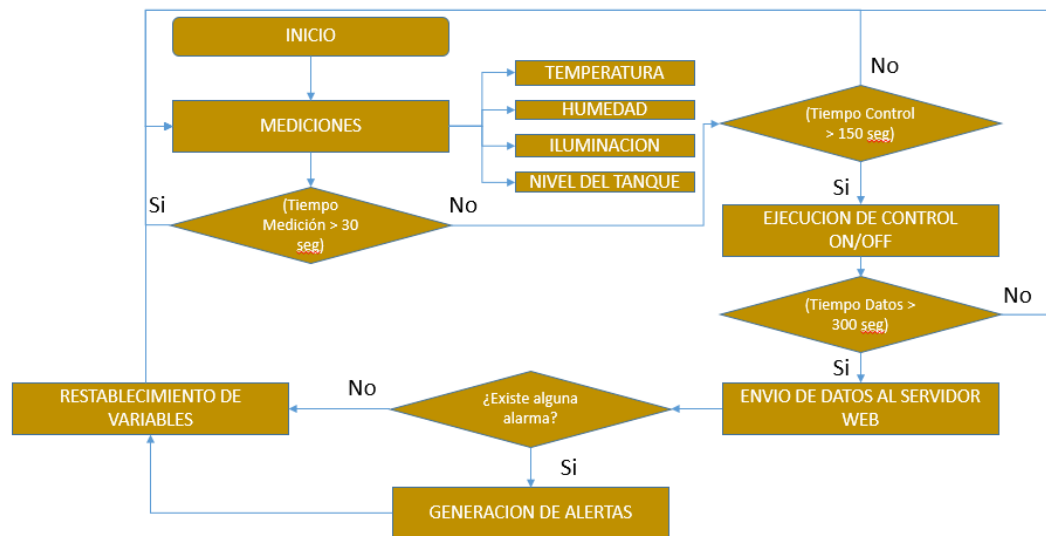 INICIO
MEDICIONES
TEMPERATURA
HUMEDAD
ILUMINACION
NIVEL DEL TANQUE
Si
(Tiempo
Medición > 30
seg)
No
No
(Tiempo Control
> 150 seg)
Si
EJECUCION DE CONTROL
ON/OFF
(Tiempo Datos >
300 seg)
No
Si
ENVIO DE DATOS AL SERVIDOR
WEB
¿Existe alguna
alarma?
No
RESTABLECIMIENTO DE
VARIABLES
Si
GENERACION DE ALERTAS